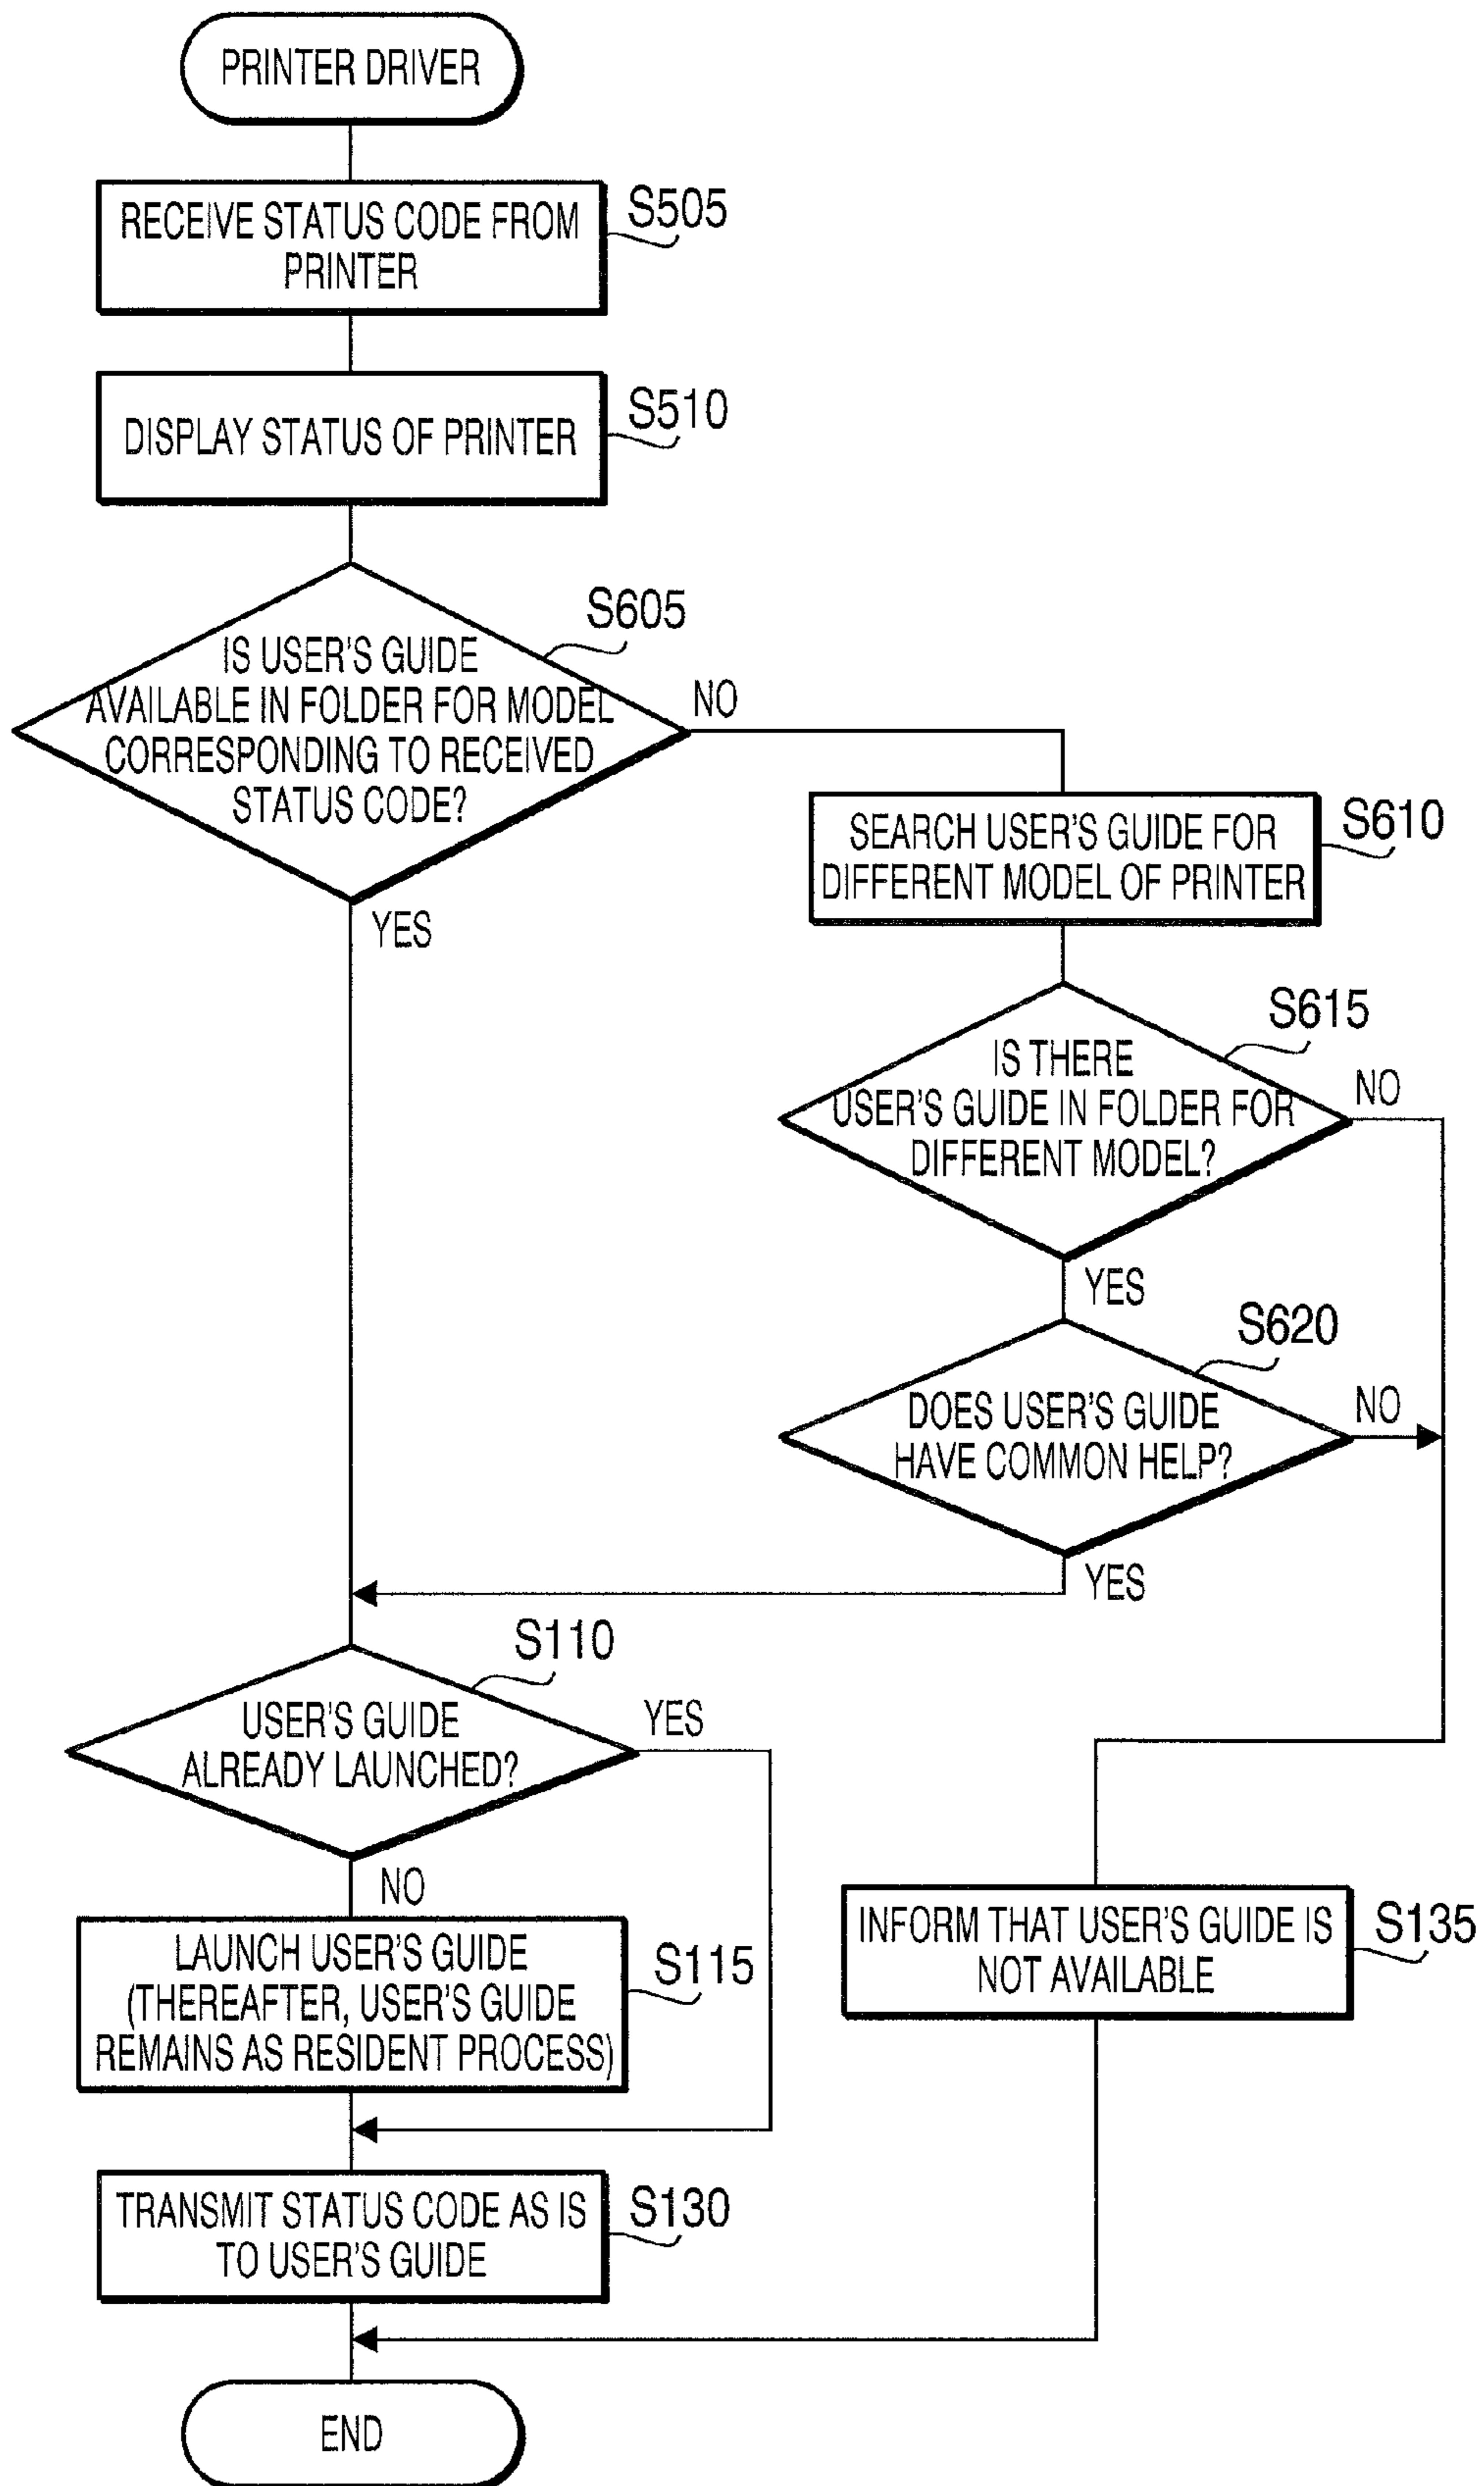 PRINTER DRIVER
RECEIVE STATUS CODE FROM
PRINTER
S505
DISPLAY STATUS OF PRINTER
S510
IS USER'S GUIDE
AVAILABLE IN FOLDER FOR MODEL
CORRESPONDING TO RECEIVED
STATUS CODE?
S605
NO
YES
SEARCH USER'S GUIDE FOR
DIFFERENT MODEL OF PRINTER
S610
IS THERE
USER'S GUIDE IN FOLDER FOR
DIFFERENT MODEL?
S615
NO
YES
DOES USER'S GUIDE
HAVE COMMON HELP?
S620
NO
YES
USER'S GUIDE
ALREADY LAUNCHED?
S110
YES
NO
LAUNCH USER'S GUIDE
(THEREAFTER, USER'S GUIDE
REMAINS AS RESIDENT PROCESS)
S115
INFORM THAT USER'S GUIDE IS
NOT AVAILABLE
S135
TRANSMIT STATUS CODE AS IS
TO USER'S GUIDE
S130
END